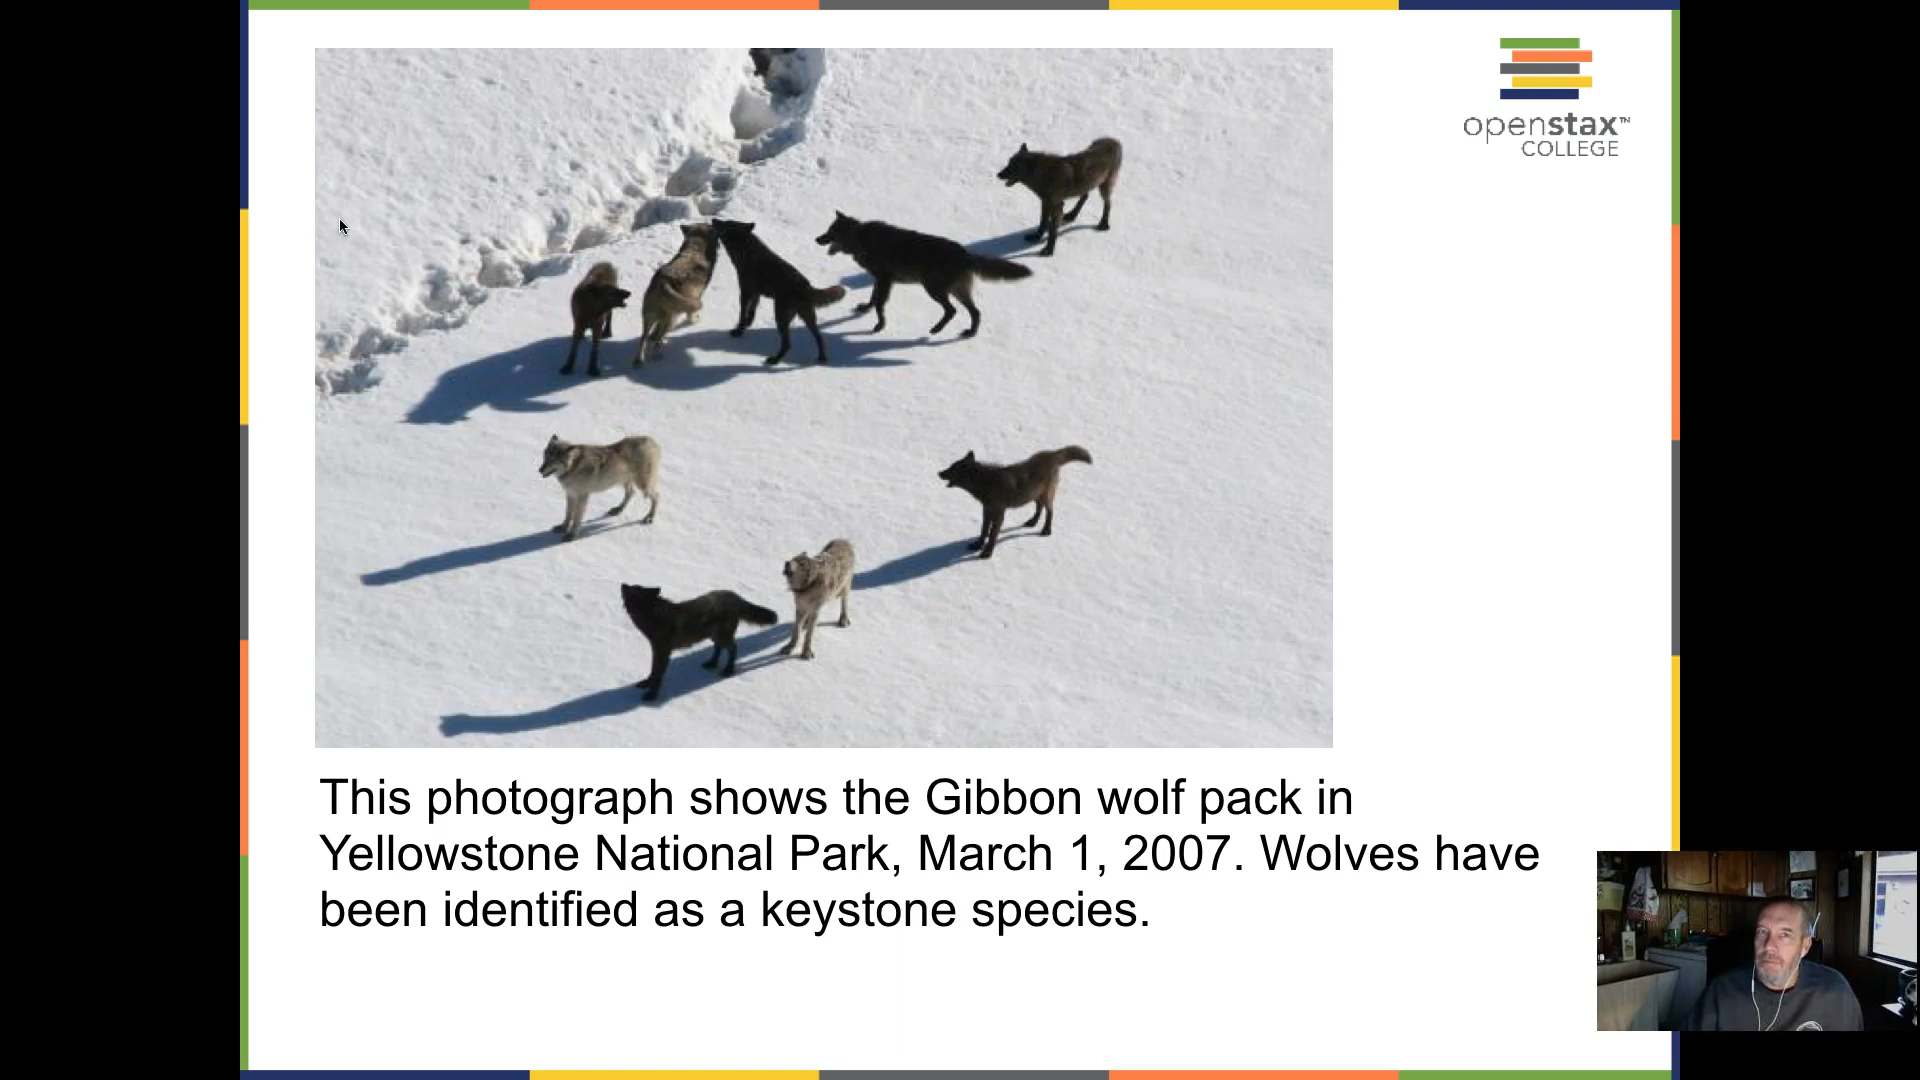 openstax™
COLLEGE
This photograph shows the Gibbon wolf pack in
Yellowstone National Park, March 1, 2007. Wolves have
been identified as a keystone species.